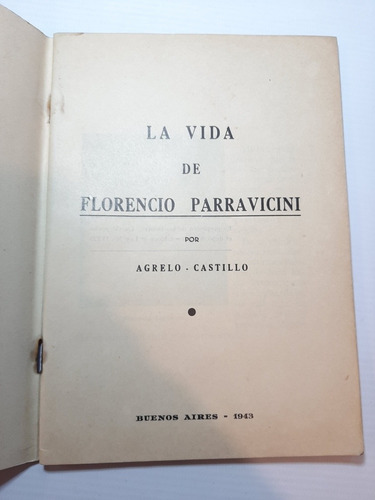 LA VIDA
DE
FLORENCIO PARRAVICINI
POR
AGRELO - CASTILLO
BUENOS AIRES - 1943